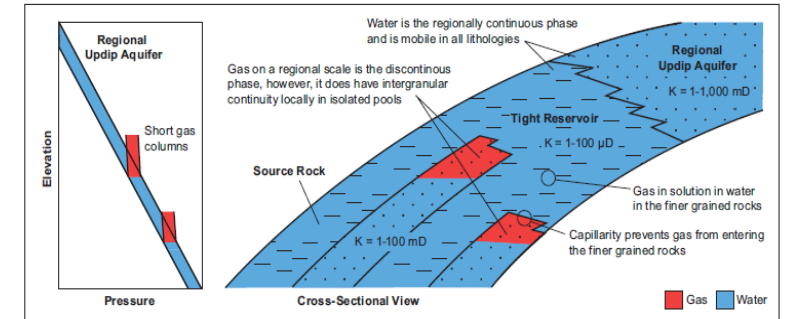 Regional
Updip Aquifer
Short gas
columns
Elevation
Pressure
Water is the regionally continuous phase
and is mobile in all lithologies
Gas on a regional scale is the discontinous
phase, however, it does have intergranular
continuity locally in isolated pools
Regional
Updip Aquifer
K = 1-1,000 mD
Tight Reservoir
K = 1-100 µD
Source Rock
Gas in solution in water
in the finer grained rocks
Capillarity prevents gas from entering
the finer grained rocks
K = 1-100 mD
Cross-Sectional View
Gas
Water